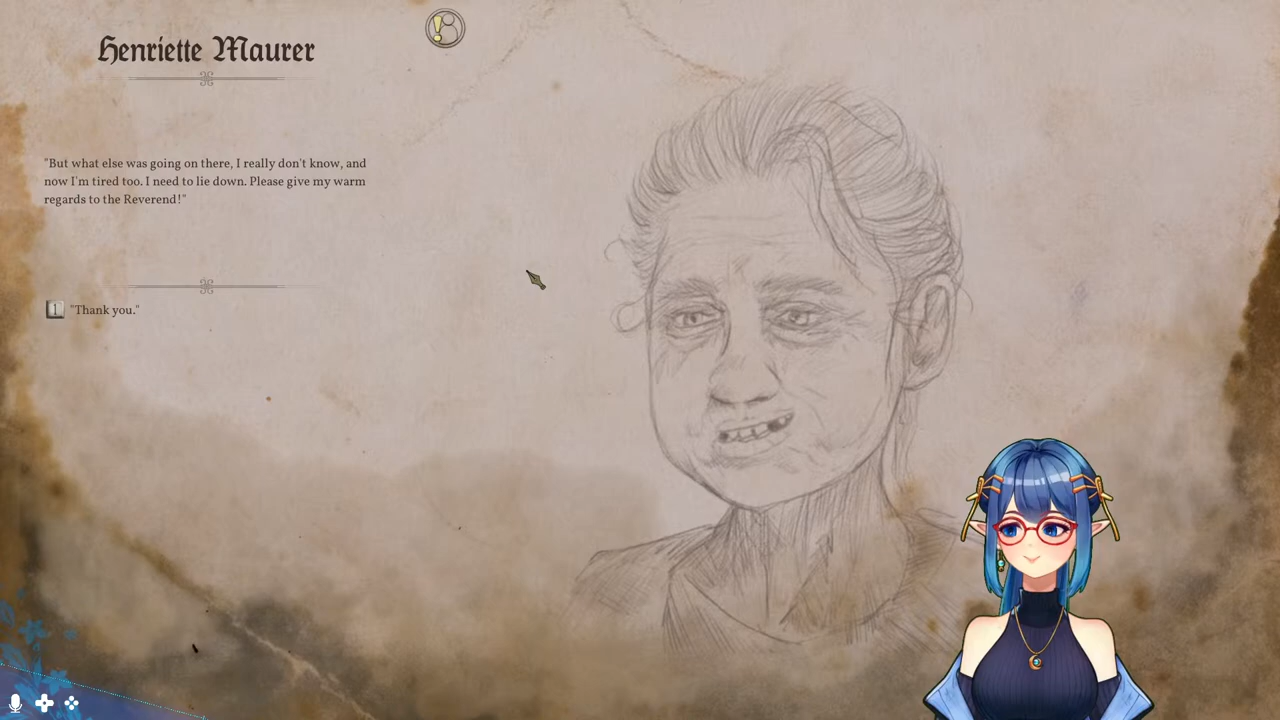 Henriette Maurer
"But what else was going on there, I really don't know, and
now I'm tired too. I need to lie down. Please give my warm
regards to the Reverend!"
1 "Thank you."